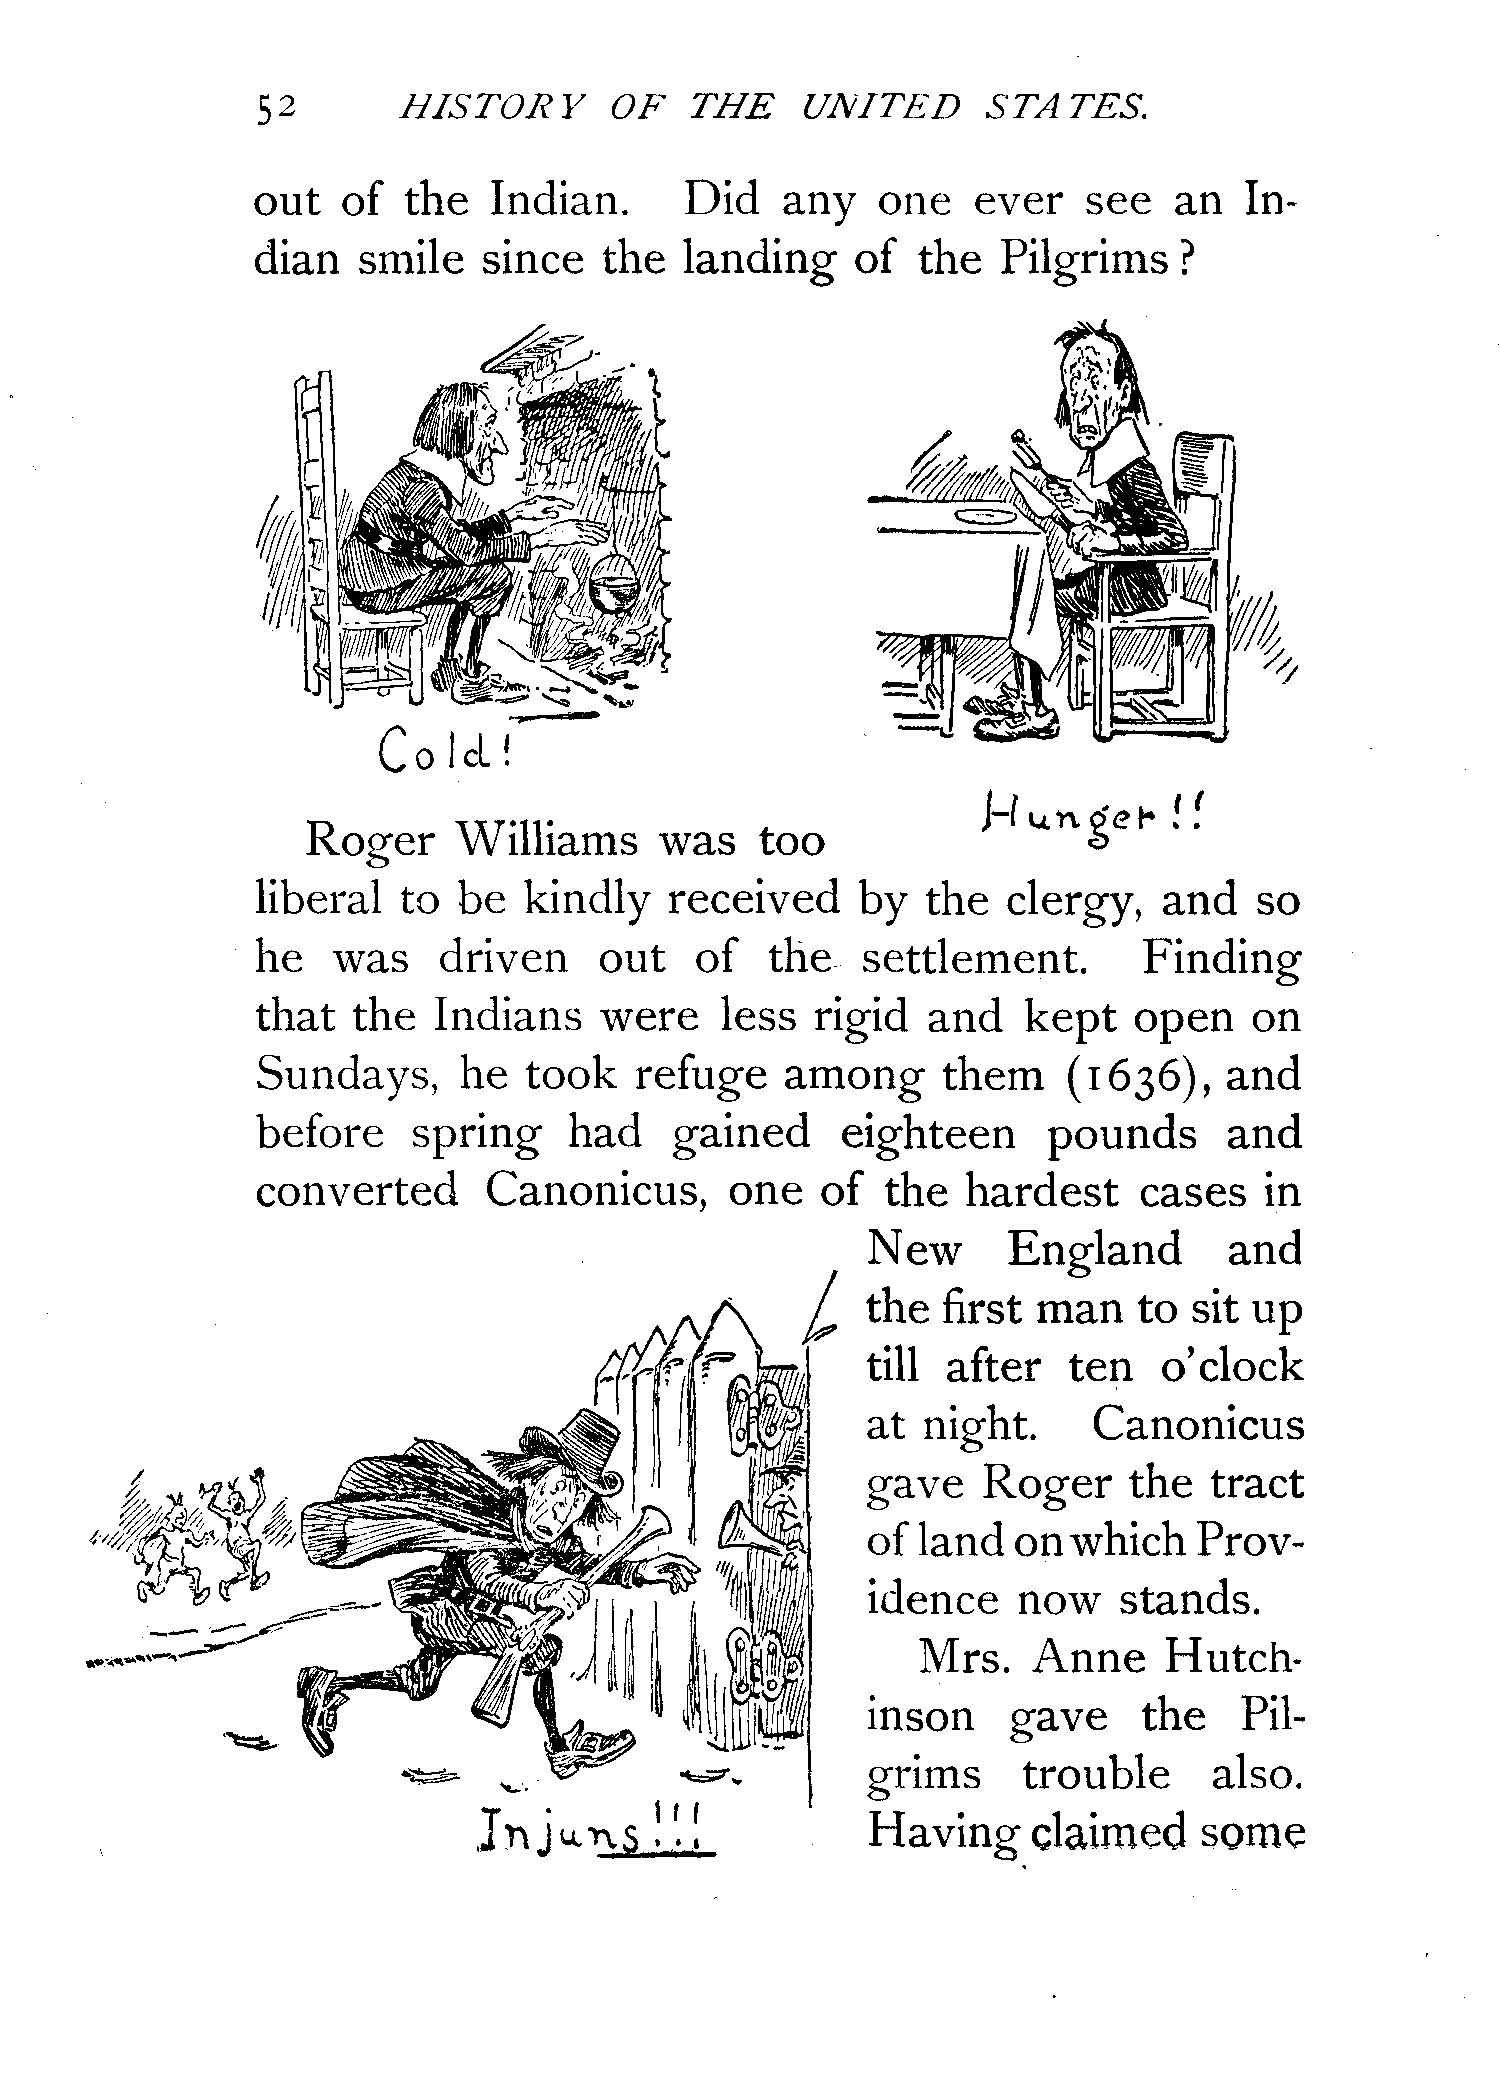 52 HISTORY OF THE UNITED STATES.
out of the Indian. Did any one ever see an In-
dian smile since the landing of the Pilgrims?
Cold!
Hunger!!
Roger Williams was too
liberal to be kindly received by the clergy, and so
he was driven out of the settlement. Finding
that the Indians were less rigid and kept open on
Sundays, he took refuge among them (1636), and
before spring had gained eighteen pounds and
converted Canonicus, one of the hardest cases in
New England and
the first man to sit up
till after ten o'clock
at night. Canonicus
gave Roger the tract
of land on which Prov-
idence now stands.
Mrs. Anne Hutch-
inson gave the Pil-
grims trouble also.
Having claimed some
Injuns!!!